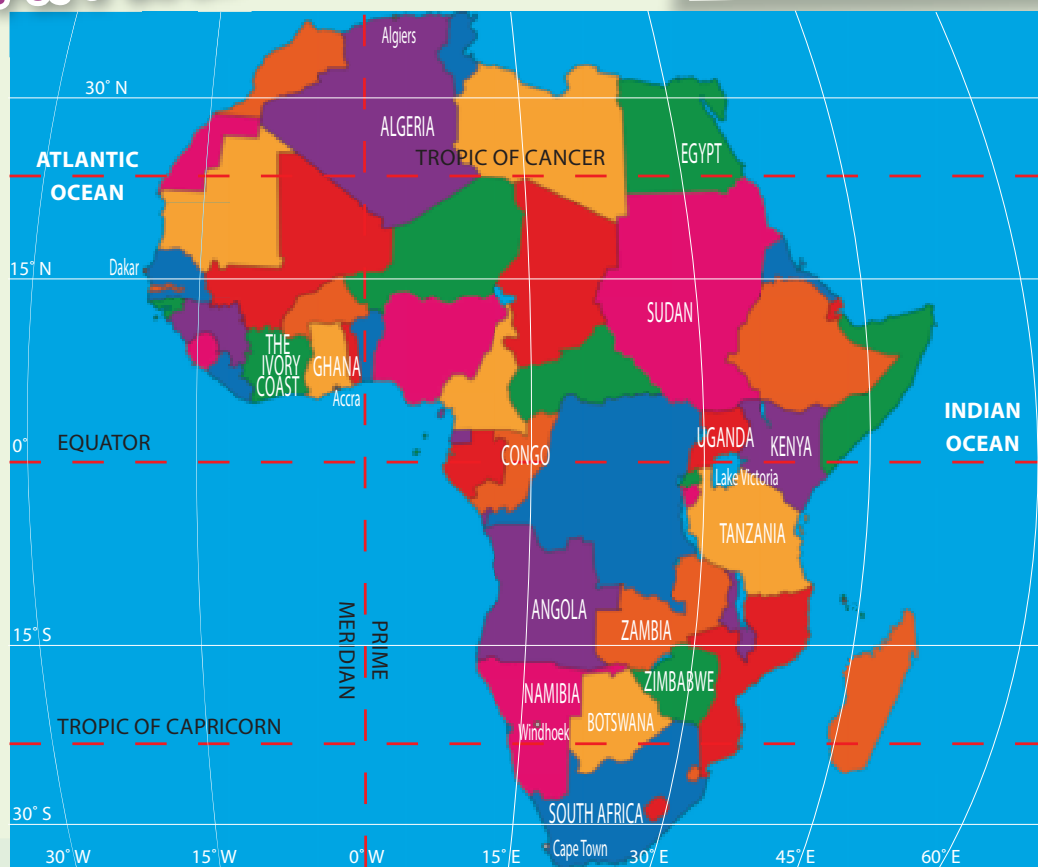 Algiers
30° N
ALGERIA
ATLANTIC
OCEAN
TROPIC OF CANCER
EGYPT
Dakar
15° N
SUDAN
THE
IVORY
COAST
GHANA
Accra
INDIAN
OCEAN
0°
EQUATOR
CONGO
UGANDA
KENYA
Lake Victoria
TANZANIA
ANGOLA
ZAMBIA
15° S
PRIME
MERIDIAN
ZIMBABWE
NAMIBIA
BOTSWANA
TROPIC OF CAPRICORN
Windhoek
30° S
SOUTH AFRICA
Cape Town
30°W
15°W
0°W
15°E
30°E
45°E
60°E